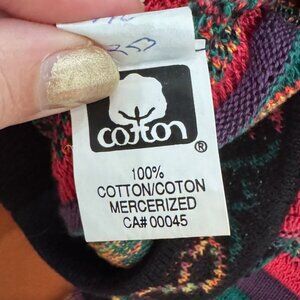 cotton
®
100%
COTTON/COTON
MERCERIZED
CA# 00045